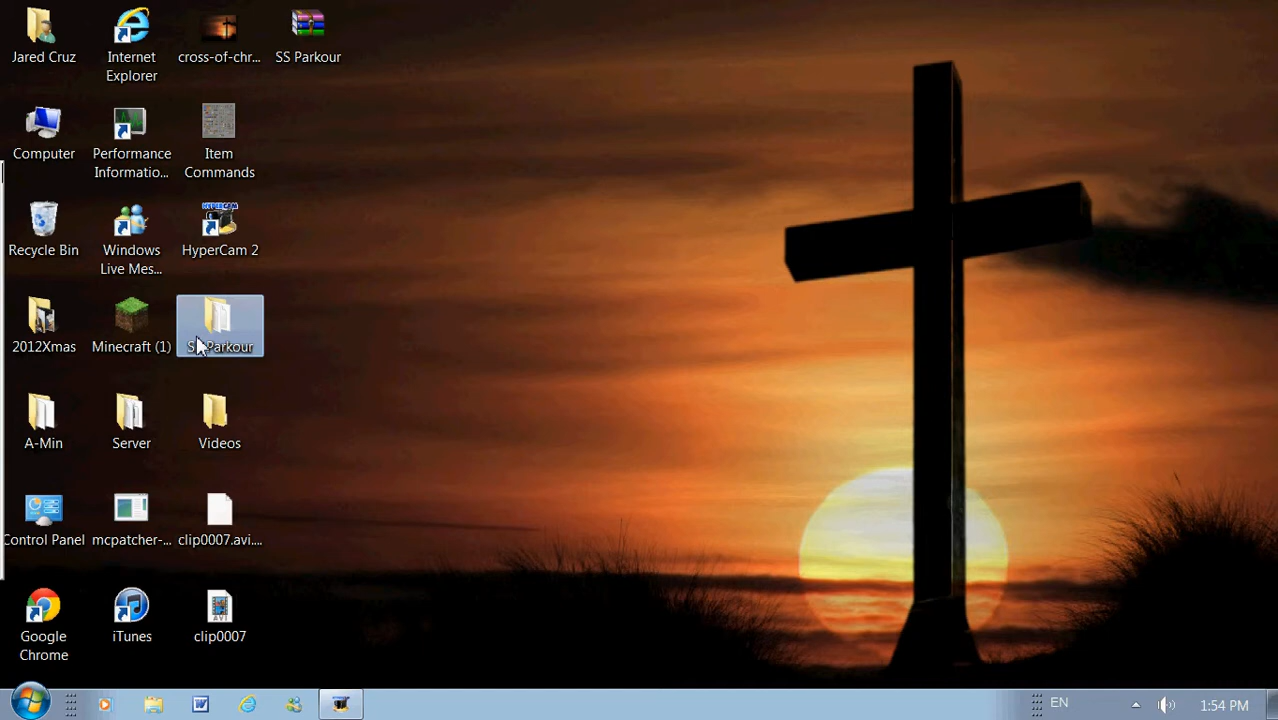 Jared Cruz
Internet
Explorer
cross-of-chr...
SS Parkour
Computer
Performance
Informatio...
Item
Commands
Recycle Bin
Windows
Live Mes...
HYPERCAM
HyperCam 2
2012Xmas
Minecraft (1)
Parkour
A-Min
Server
Videos
Control Panel
mcpatcher-...
clip0007.avi....
Google
Chrome
iTunes
AVI
clip0007
EN
1:54 PM